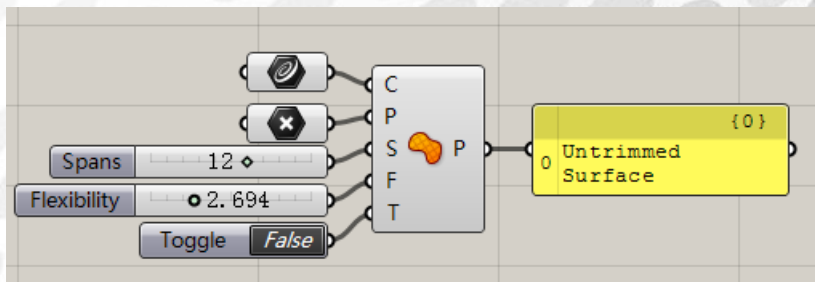 C
P
Spans 12
S P
Flexibility 2.694
F
Toggle False
T
{0}
0 Untrimmed
Surface